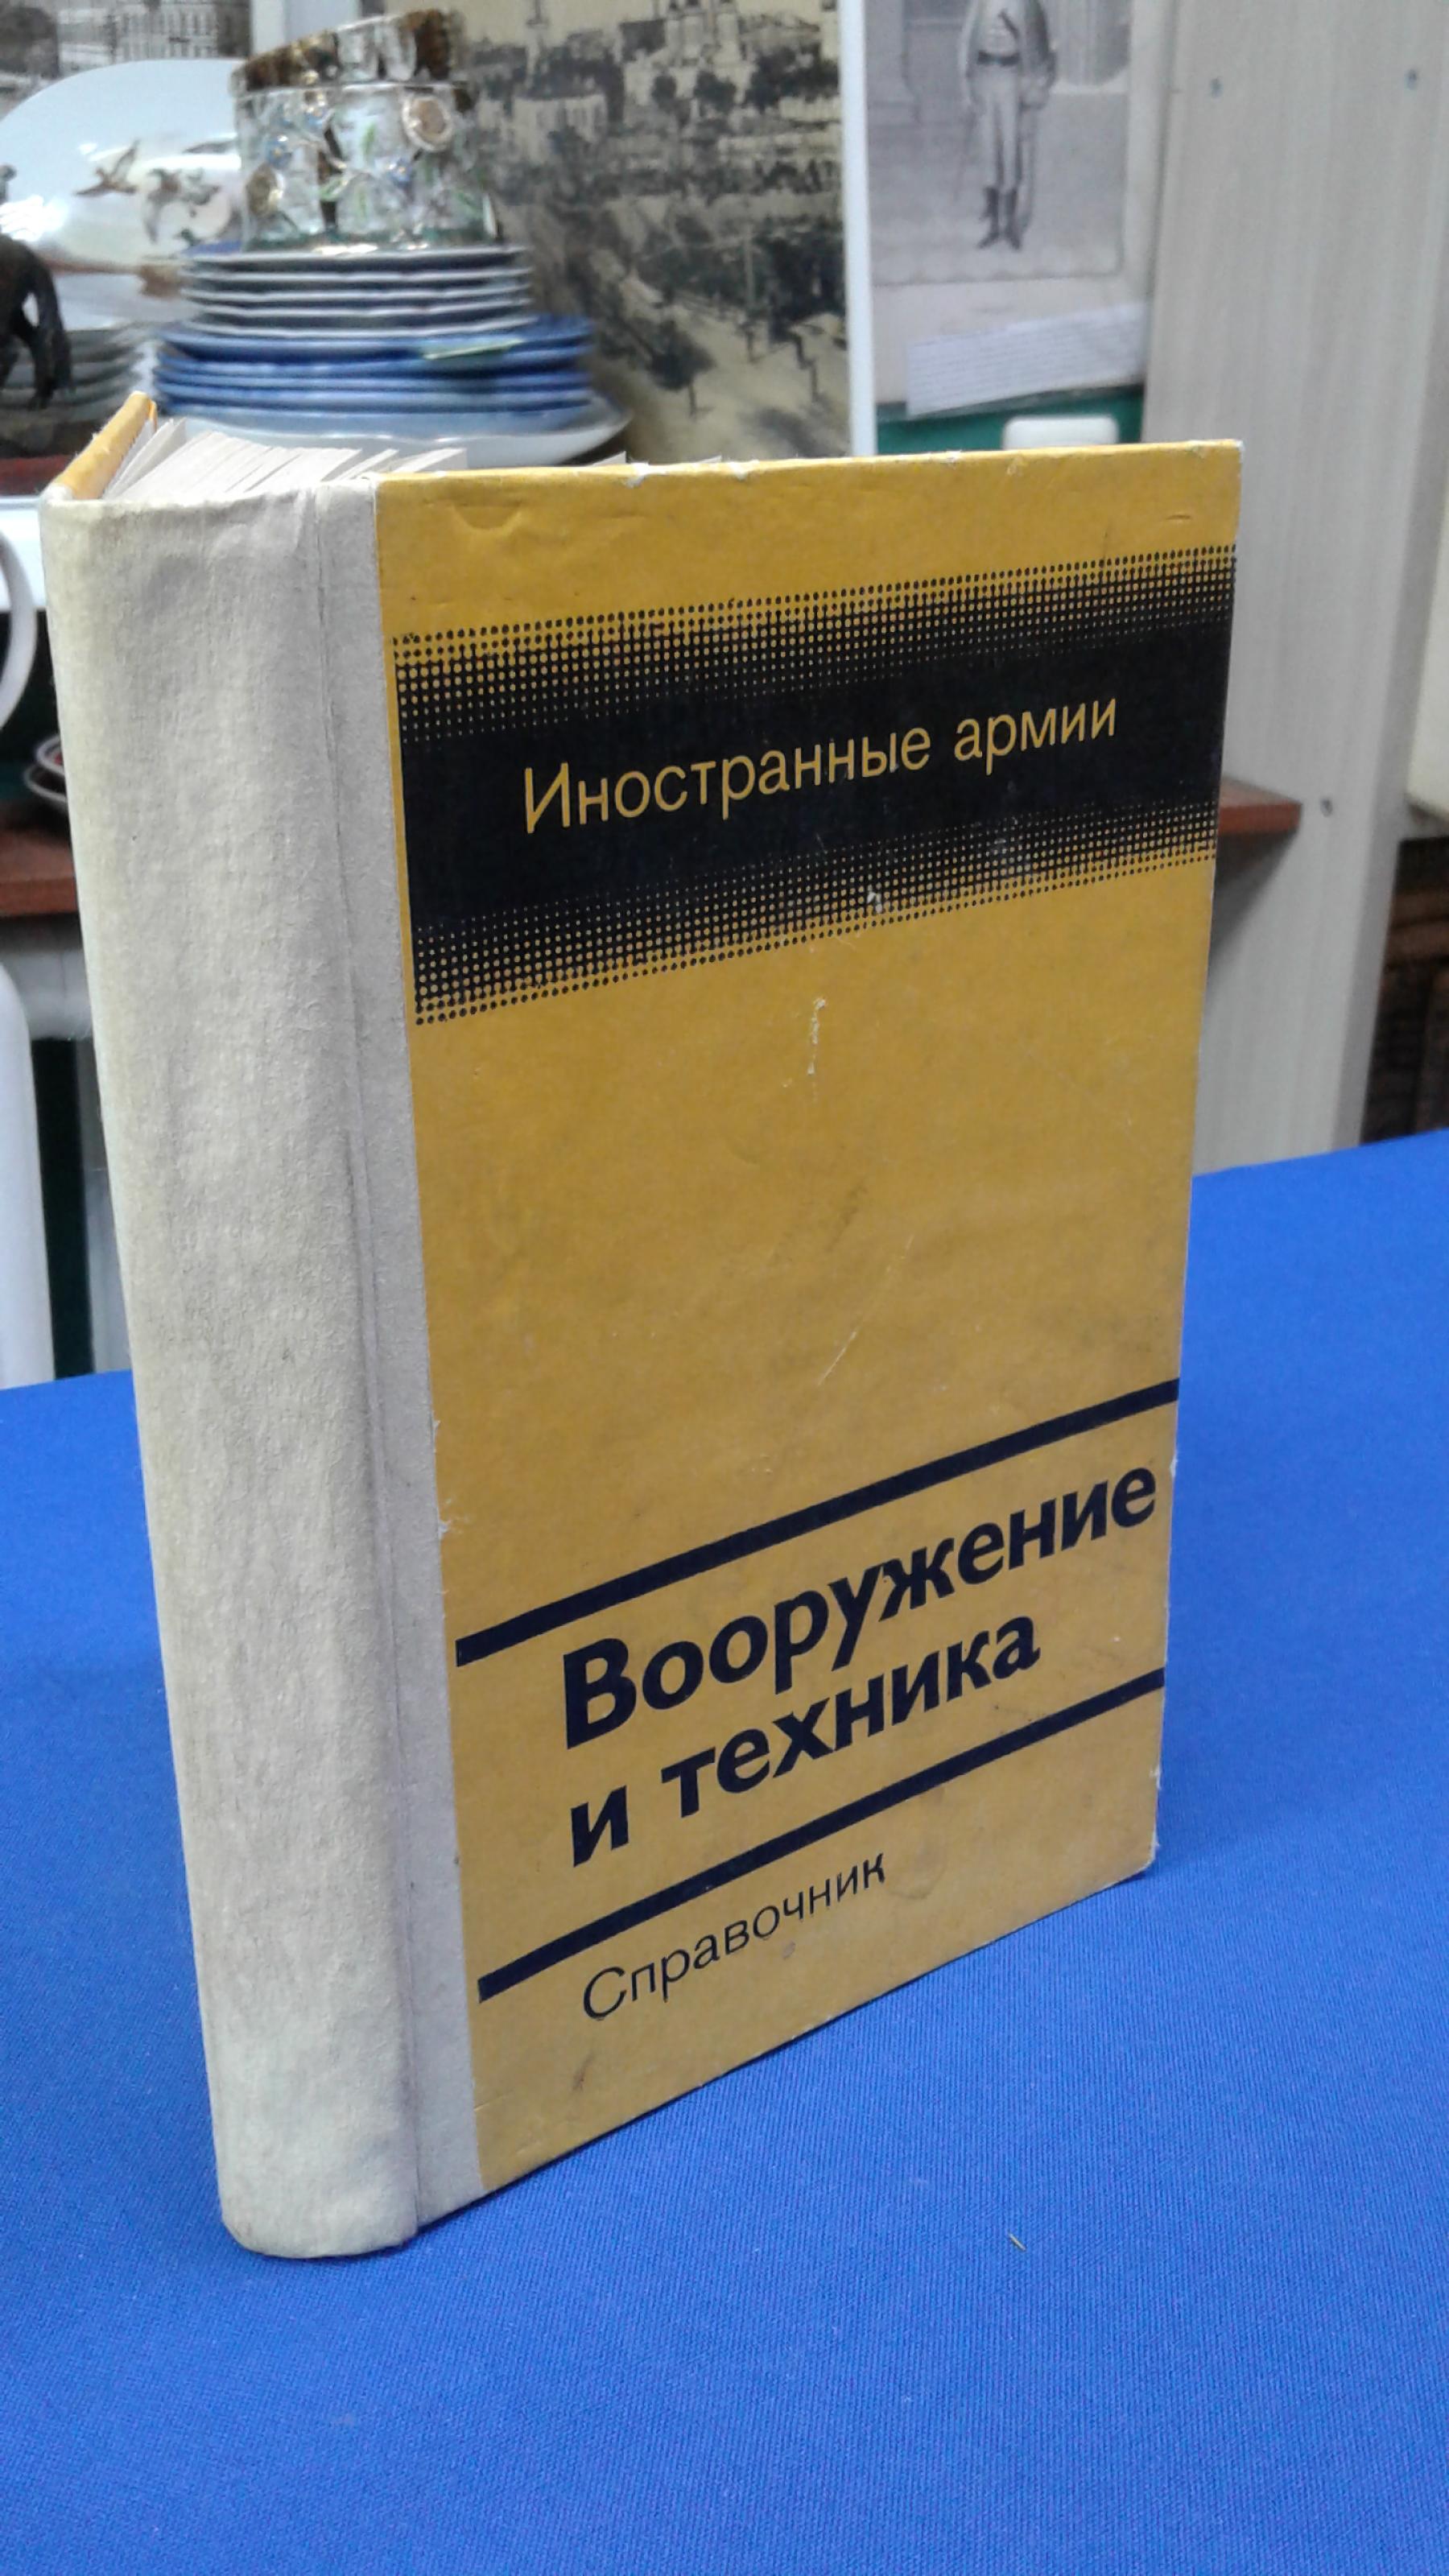 Иностранные армии
Вооружение
и техника
Справочник